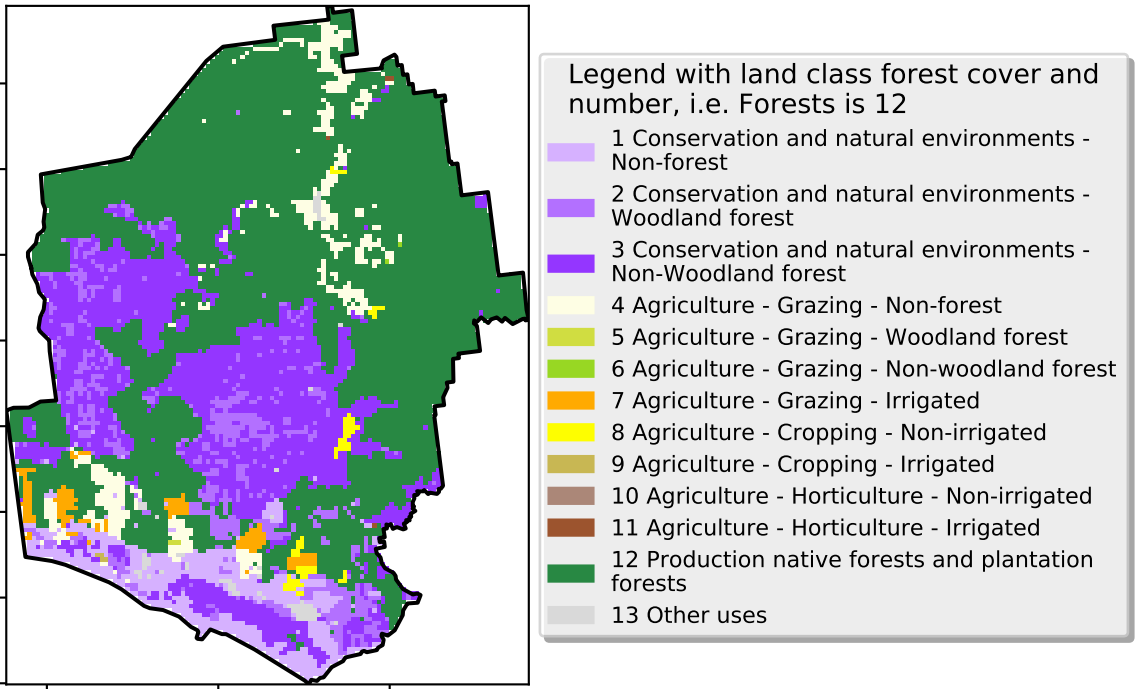 Legend with land class forest cover and
number, i.e. Forests is 12
1 Conservation and natural environments -
Non-forest
2 Conservation and natural environments -
Woodland forest
3 Conservation and natural environments -
Non-Woodland forest
4 Agriculture - Grazing - Non-forest
5 Agriculture - Grazing - Woodland forest
6 Agriculture - Grazing - Non-woodland forest
7 Agriculture - Grazing - Irrigated
8 Agriculture - Cropping - Non-irrigated
9 Agriculture - Cropping - Irrigated
10 Agriculture - Horticulture - Non-irrigated
11 Agriculture - Horticulture - Irrigated
12 Production native forests and plantation
forests
13 Other uses